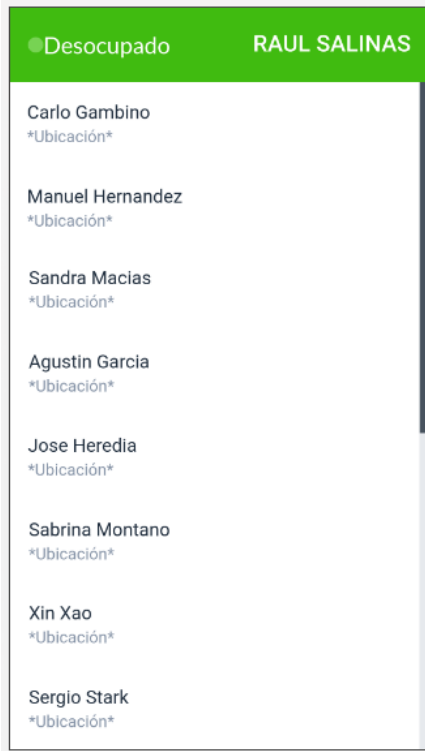 Desocupado RAUL SALINAS
Carlo Gambino
*Ubicación*
Manuel Hernandez
*Ubicación*
Sandra Macias
*Ubicación*
Agustin Garcia
*Ubicación*
Jose Heredia
*Ubicación*
Sabrina Montano
*Ubicación*
Xin Xao
*Ubicación*
Sergio Stark
*Ubicación*